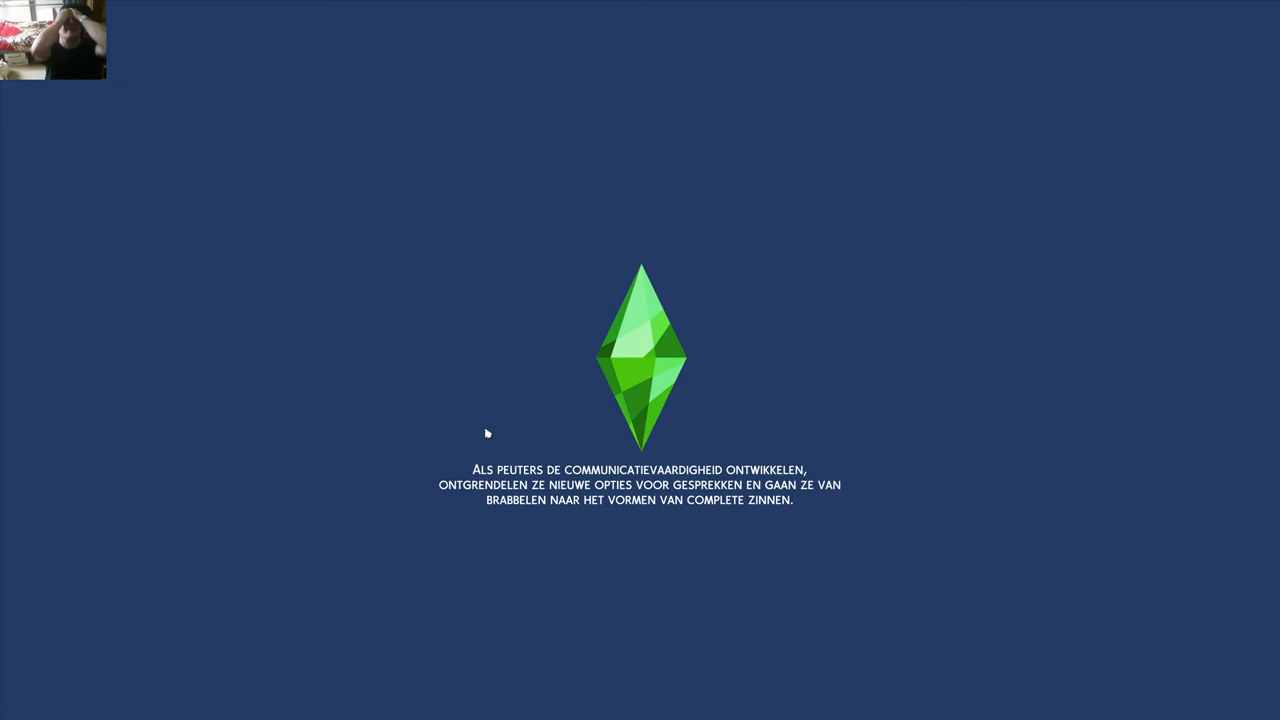 Als peuters de communicatievaardigheid ontwikkelen,
ontgrendelen ze nieuwe opties voor gesprekken en gaan ze van
brabbelen naar het vormen van complete zinnen.